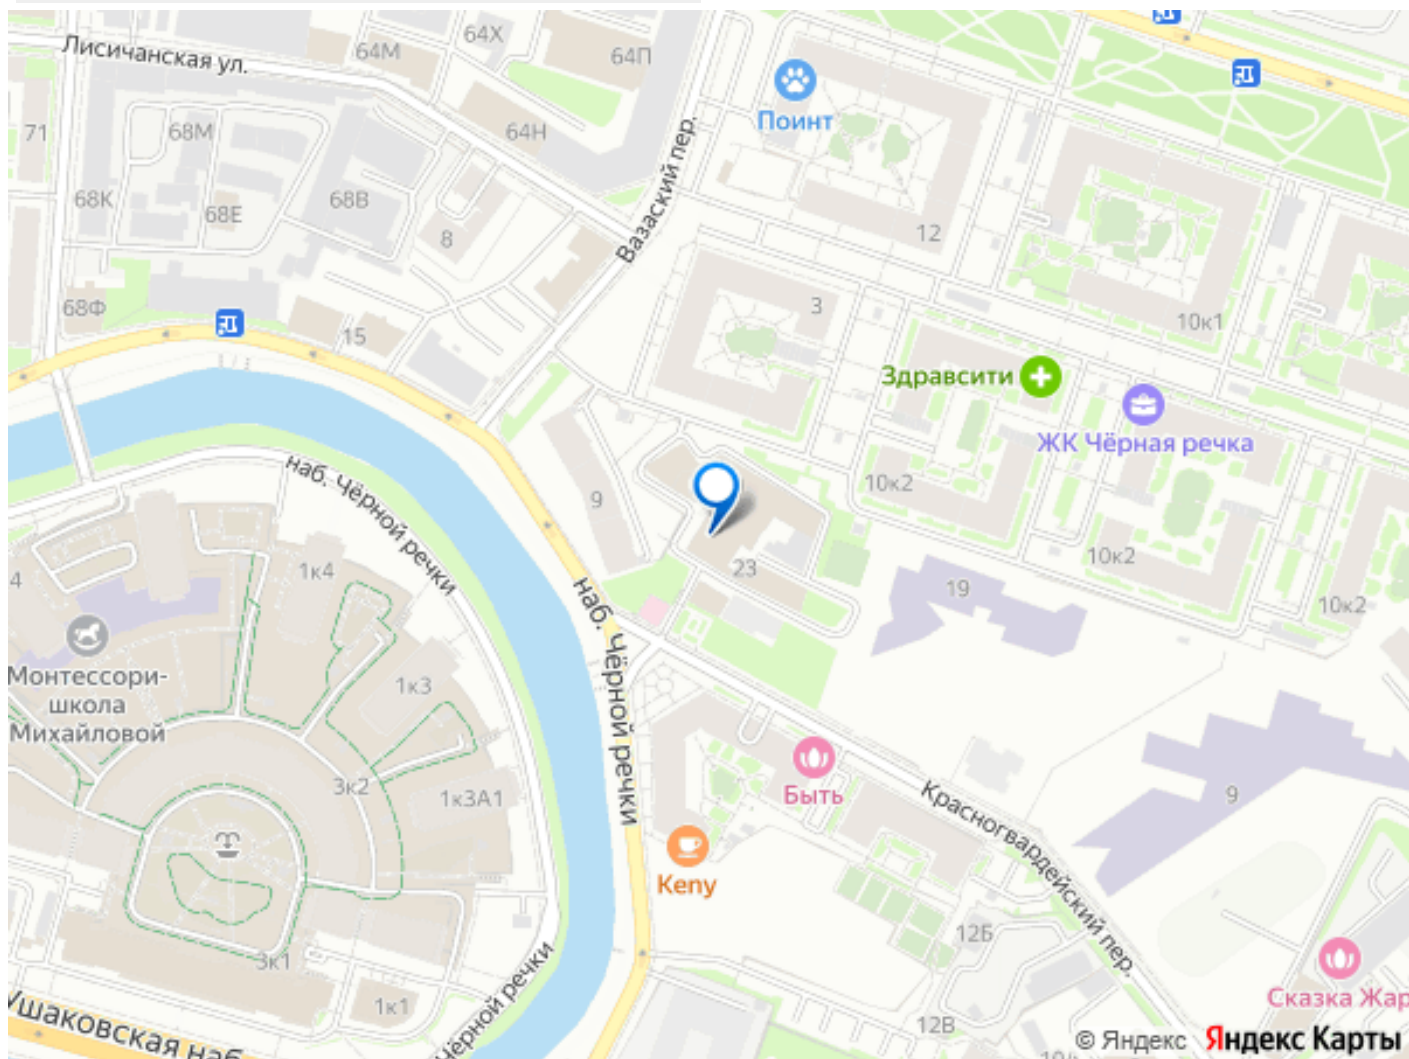 Лисичанская ул.
64М
64Х
64П
64Н
71
68М
68К
68Е
68В
8
68Ф
15
Вазаский пер.
Поинт
12
3
10к1
Здравсити
ЖК Чёрная речка
10к2
10к2
10к2
9
23
19
наб. Чёрной речки
наб. Чёрной речки
4
1к4
Монтессори-
школа
Михайловой
1к3
3к2
1к3А1
3к1
1к1
Ушаковская наб.
Чёрной речки
Быть
Keny
Красногвардейский пер.
9
12Б
12В
Сказка Жар
© Яндекс Яндекс Карты